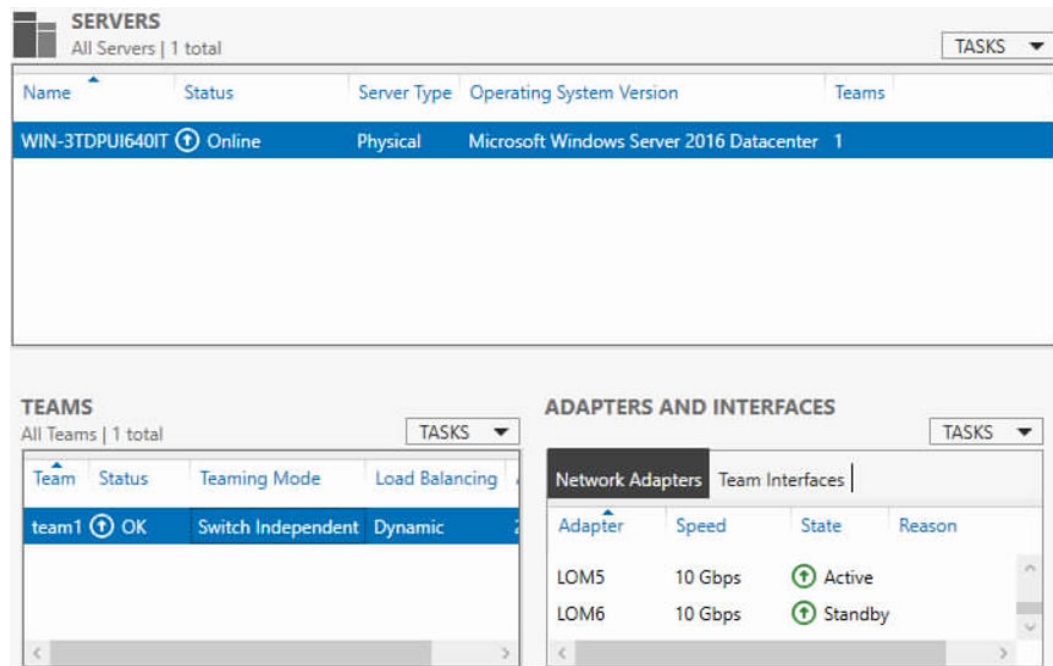 SERVERS
All Servers | 1 total
TASKS
Name Status Server Type Operating System Version Teams
WIN-3TDPUI640IT Online Physical Microsoft Windows Server 2016 Datacenter 1
TEAMS
All Teams | 1 total
TASKS
Team Status Teaming Mode Load Balancing
team1 OK Switch Independent Dynamic
ADAPTERS AND INTERFACES
TASKS
Network Adapters Team Interfaces
Adapter Speed State Reason
LOM5 10 Gbps Active
LOM6 10 Gbps Standby